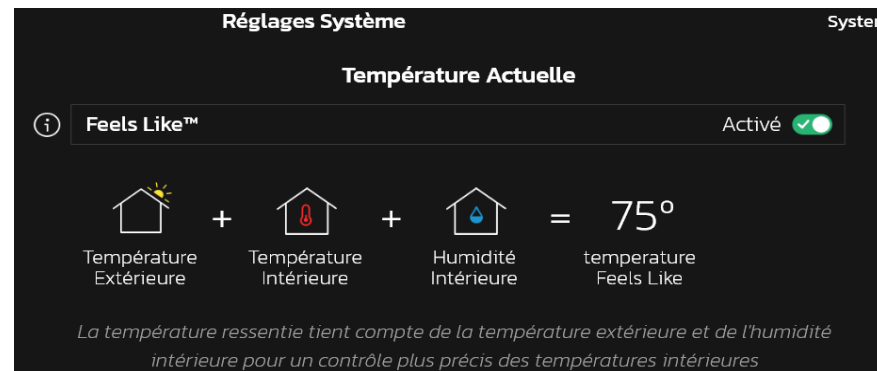 Réglages Système
Température Actuelle
Feels Like™ Activé
+ + = 75°
Température Extérieure
Température Intérieure
Humidité Intérieure
temperature Feels Like
La température ressentie tient compte de la température extérieure et de l'humidité
intérieure pour un contrôle plus précis des températures intérieures